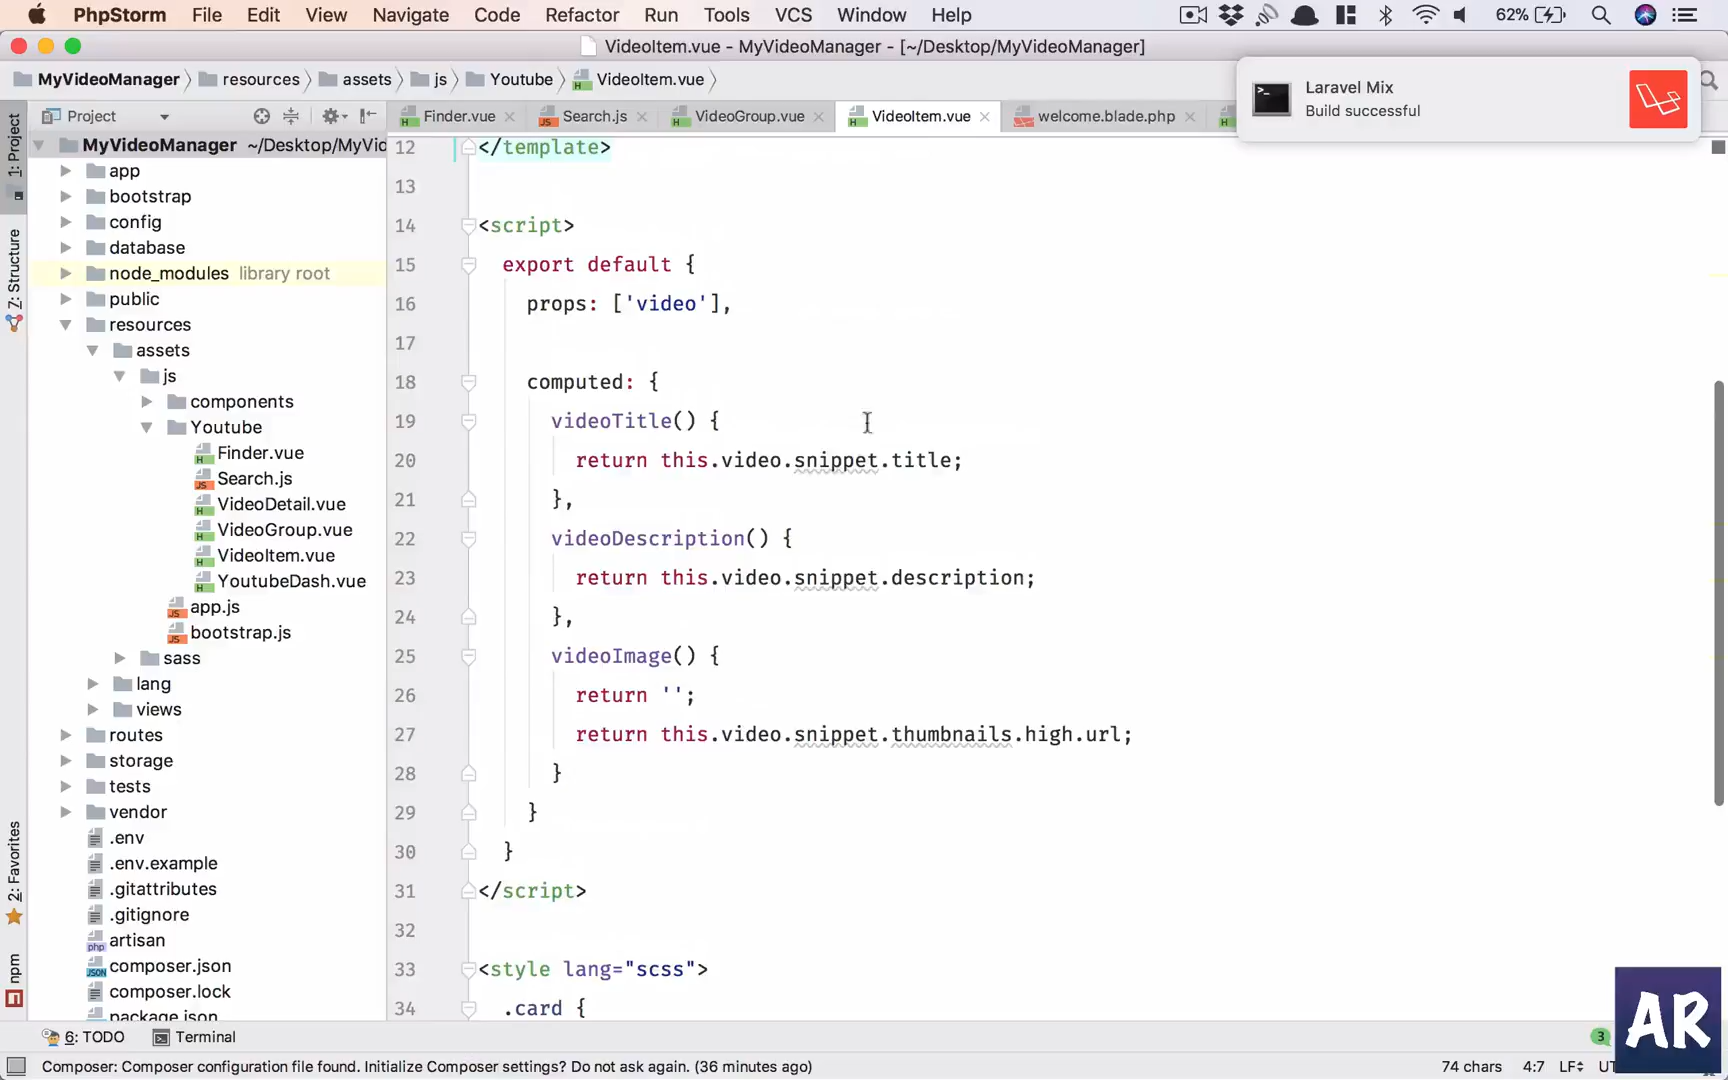 PhpStorm File Edit View Navigate Code Refactor Run Tools VCS Window Help 62%
VideoItem.vue - MyVideoManager - [~/Desktop/MyVideoManager]
MyVideoManager resources assets js Youtube VideoItem.vue
Laravel Mix
Build successful
Project
Finder.vue Search.js VideoGroup.vue VideoItem.vue welcome.blade.php
1: Project
7: Structure
2: Favorites
npm
MyVideoManager ~/Desktop/MyVid
app
bootstrap
config
database
node_modules library root
public
resources
assets
js
components
Youtube
Finder.vue
Search.js
VideoDetail.vue
VideoGroup.vue
VideoItem.vue
YoutubeDash.vue
app.js
bootstrap.js
sass
lang
views
routes
storage
tests
vendor
.env
.env.example
.gitattributes
.gitignore
artisan
composer.json
composer.lock
package.json
12 </template>
13
14 <script>
15 export default {
16 props: ['video'],
17
18 computed: {
19 videoTitle() {
20 return this.video.snippet.title;
21 },
22 videoDescription() {
23 return this.video.snippet.description;
24 },
25 videoImage() {
26 return '';
27 return this.video.snippet.thumbnails.high.url;
28 }
29 }
30 }
31 </script>
32
33 <style lang="scss">
34 .card {
6: TODO Terminal 3
Composer: Composer configuration file found. Initialize Composer settings? Do not ask again. (36 minutes ago) 74 chars 4:7 LF
AR